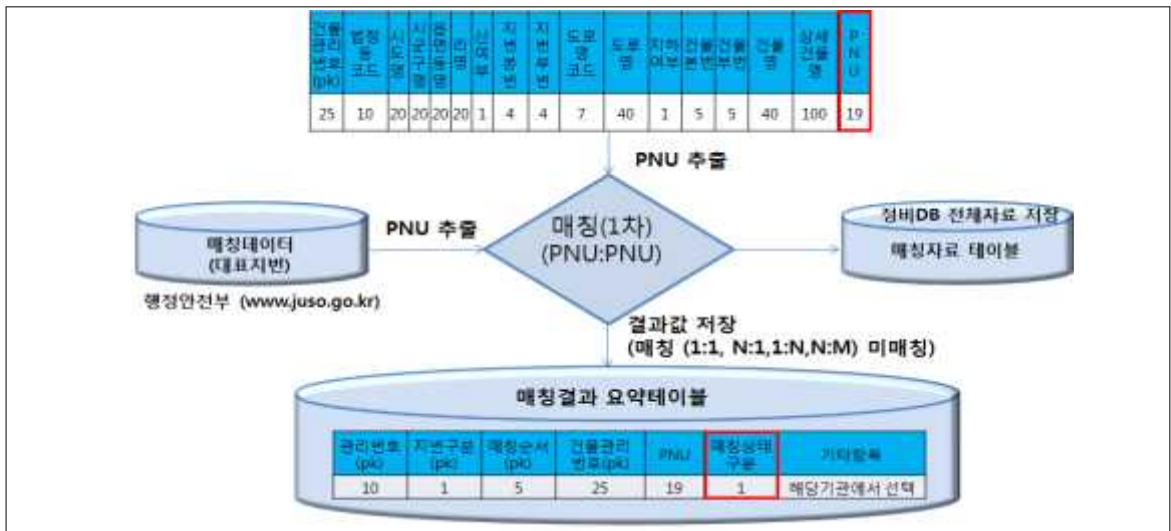 건물관리번호(pk) 법정동코드 시도명 시군구명 읍면동명 리명 산여부 지번본번 지번부번 도로명코드 도로명 지하여부 건물본번 건물부번 건물명 상세건물명 PNU
25 10 20 20 20 20 1 4 4 7 40 1 5 5 40 100 19
PNU 추출
매칭데이터
(대표지번)
행정안전부 (www.juso.go.kr)
PNU 추출
매칭(1차)
(PNU:PNU)
정비DB 전체자료 저장
매칭자료 테이블
결과값 저장
(매칭 (1:1, N:1,1:N,N:M) 미매칭)
매칭결과 요약테이블
관리번호(pk) 지번구분(pk) 매칭순서(pk) 건물관리번호(pk) PNU 매칭상태구분 기타항목
10 1 5 25 19 1 해당기관에서 선택